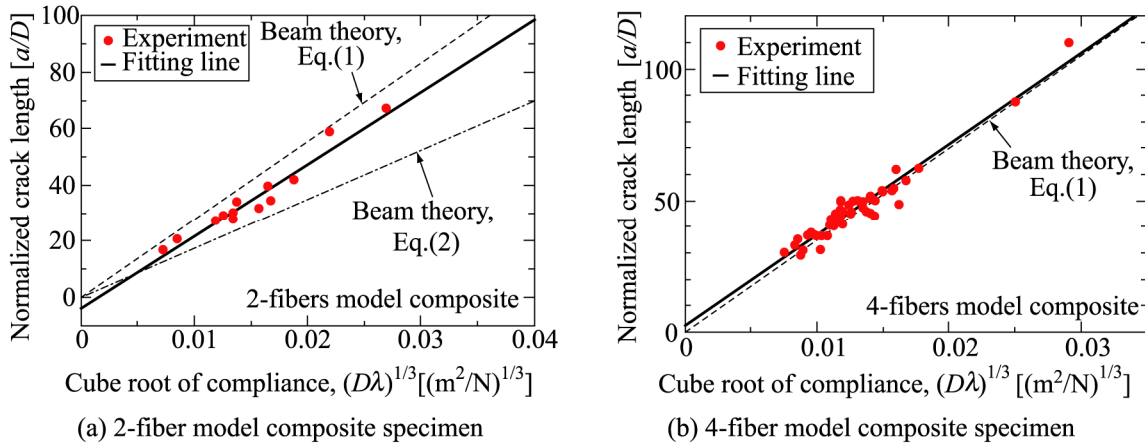 Normalized crack length [a/D]
100
80
60
40
20
0
Experiment
Fitting line
Beam theory,
Eq.(1)
Beam theory,
Eq.(2)
2-fibers model composite
0
0.01
0.02
0.03
0.04
Cube root of compliance, (Dλ)^1/3 [(m²/N)^1/3]
(a) 2-fiber model composite specimen
Normalized crack length [a/D]
100
50
0
Experiment
Fitting line
Beam theory,
Eq.(1)
4-fibers model composite
0
0.01
0.02
0.03
Cube root of compliance, (Dλ)^1/3 [(m²/N)^1/3]
(b) 4-fiber model composite specimen